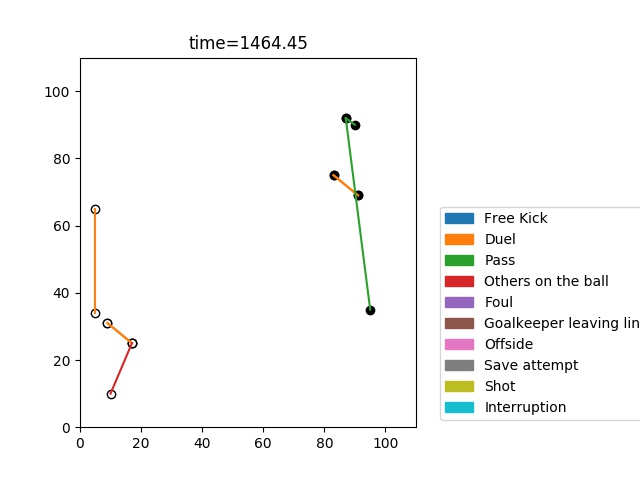 time=1464.45
100
80
60
40
20
0
0 20 40 60 80 100
Free Kick
Duel
Pass
Others on the ball
Foul
Goalkeeper leaving lin
Offside
Save attempt
Shot
Interruption